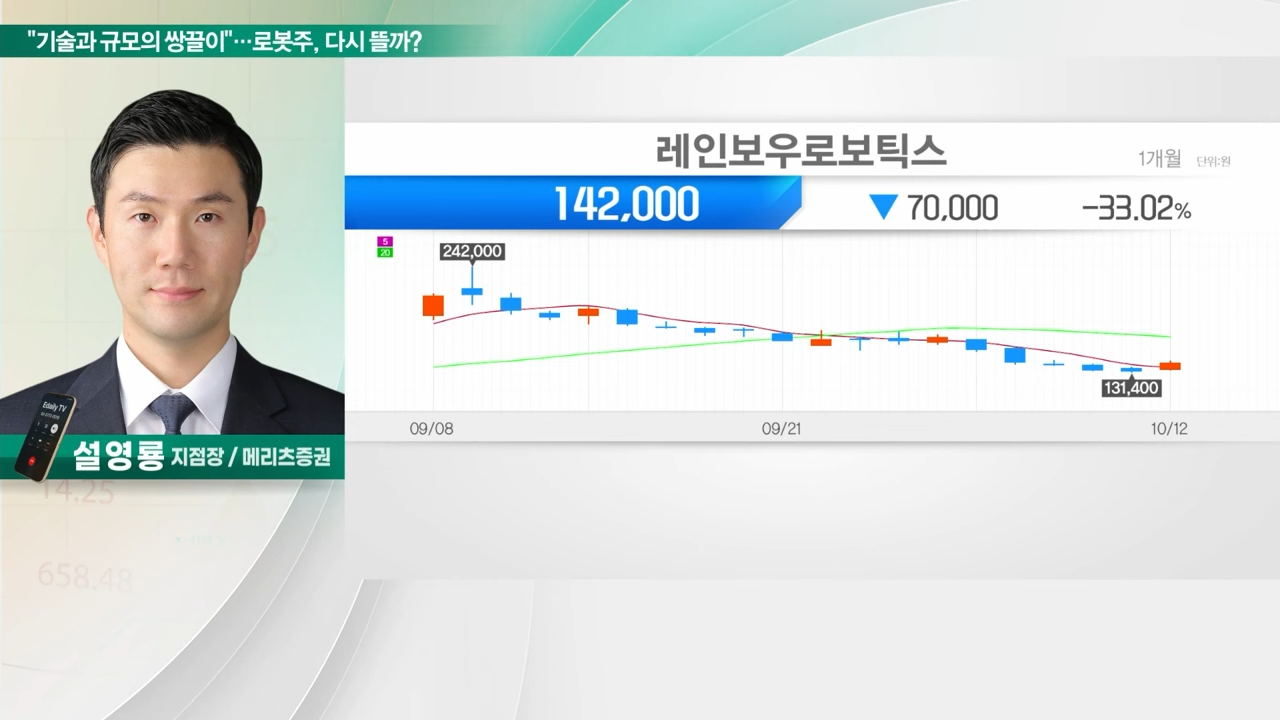 "기술과 규모의 쌍끌이"…로봇주, 다시 뜰까?
레인보우로보틱스
1개월 단위:원
142,000 ▼ 70,000 -33.02%
5
20
242,000
131,400
09/08 09/21 10/12
Edaily TV
설영룡 지점장 / 메리츠증권
14.25
658.48